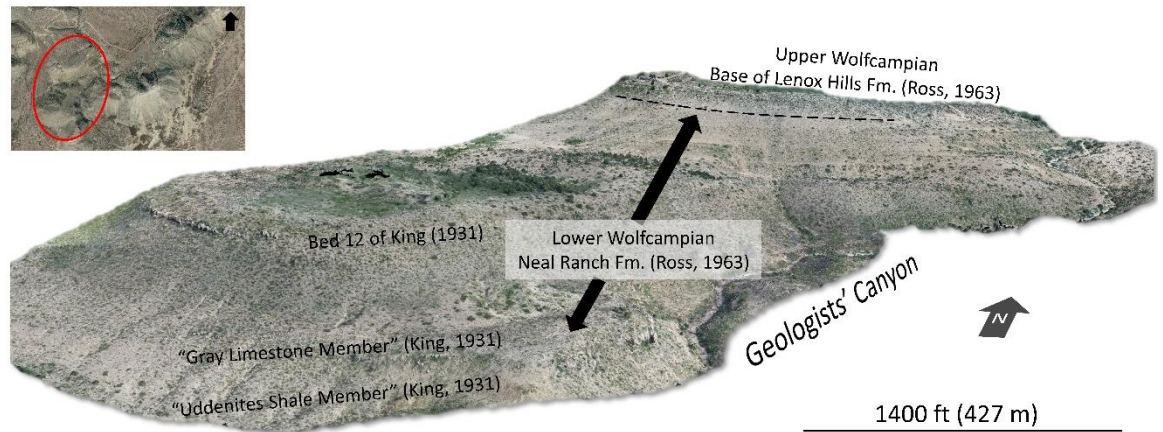 Upper Wolfcampian
Base of Lenox Hills Fm. (Ross, 1963)
Bed 12 of King (1931)
Lower Wolfcampian
Neal Ranch Fm. (Ross, 1963)
Geologists' Canyon
N
"Gray Limestone Member" (King, 1931)
"Uddenites Shale Member" (King, 1931)
1400 ft (427 m)